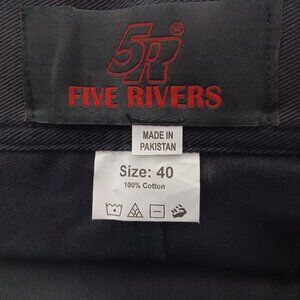 5R
FIVE RIVERS
MADE IN
PAKISTAN
Size: 40
100% Cotton